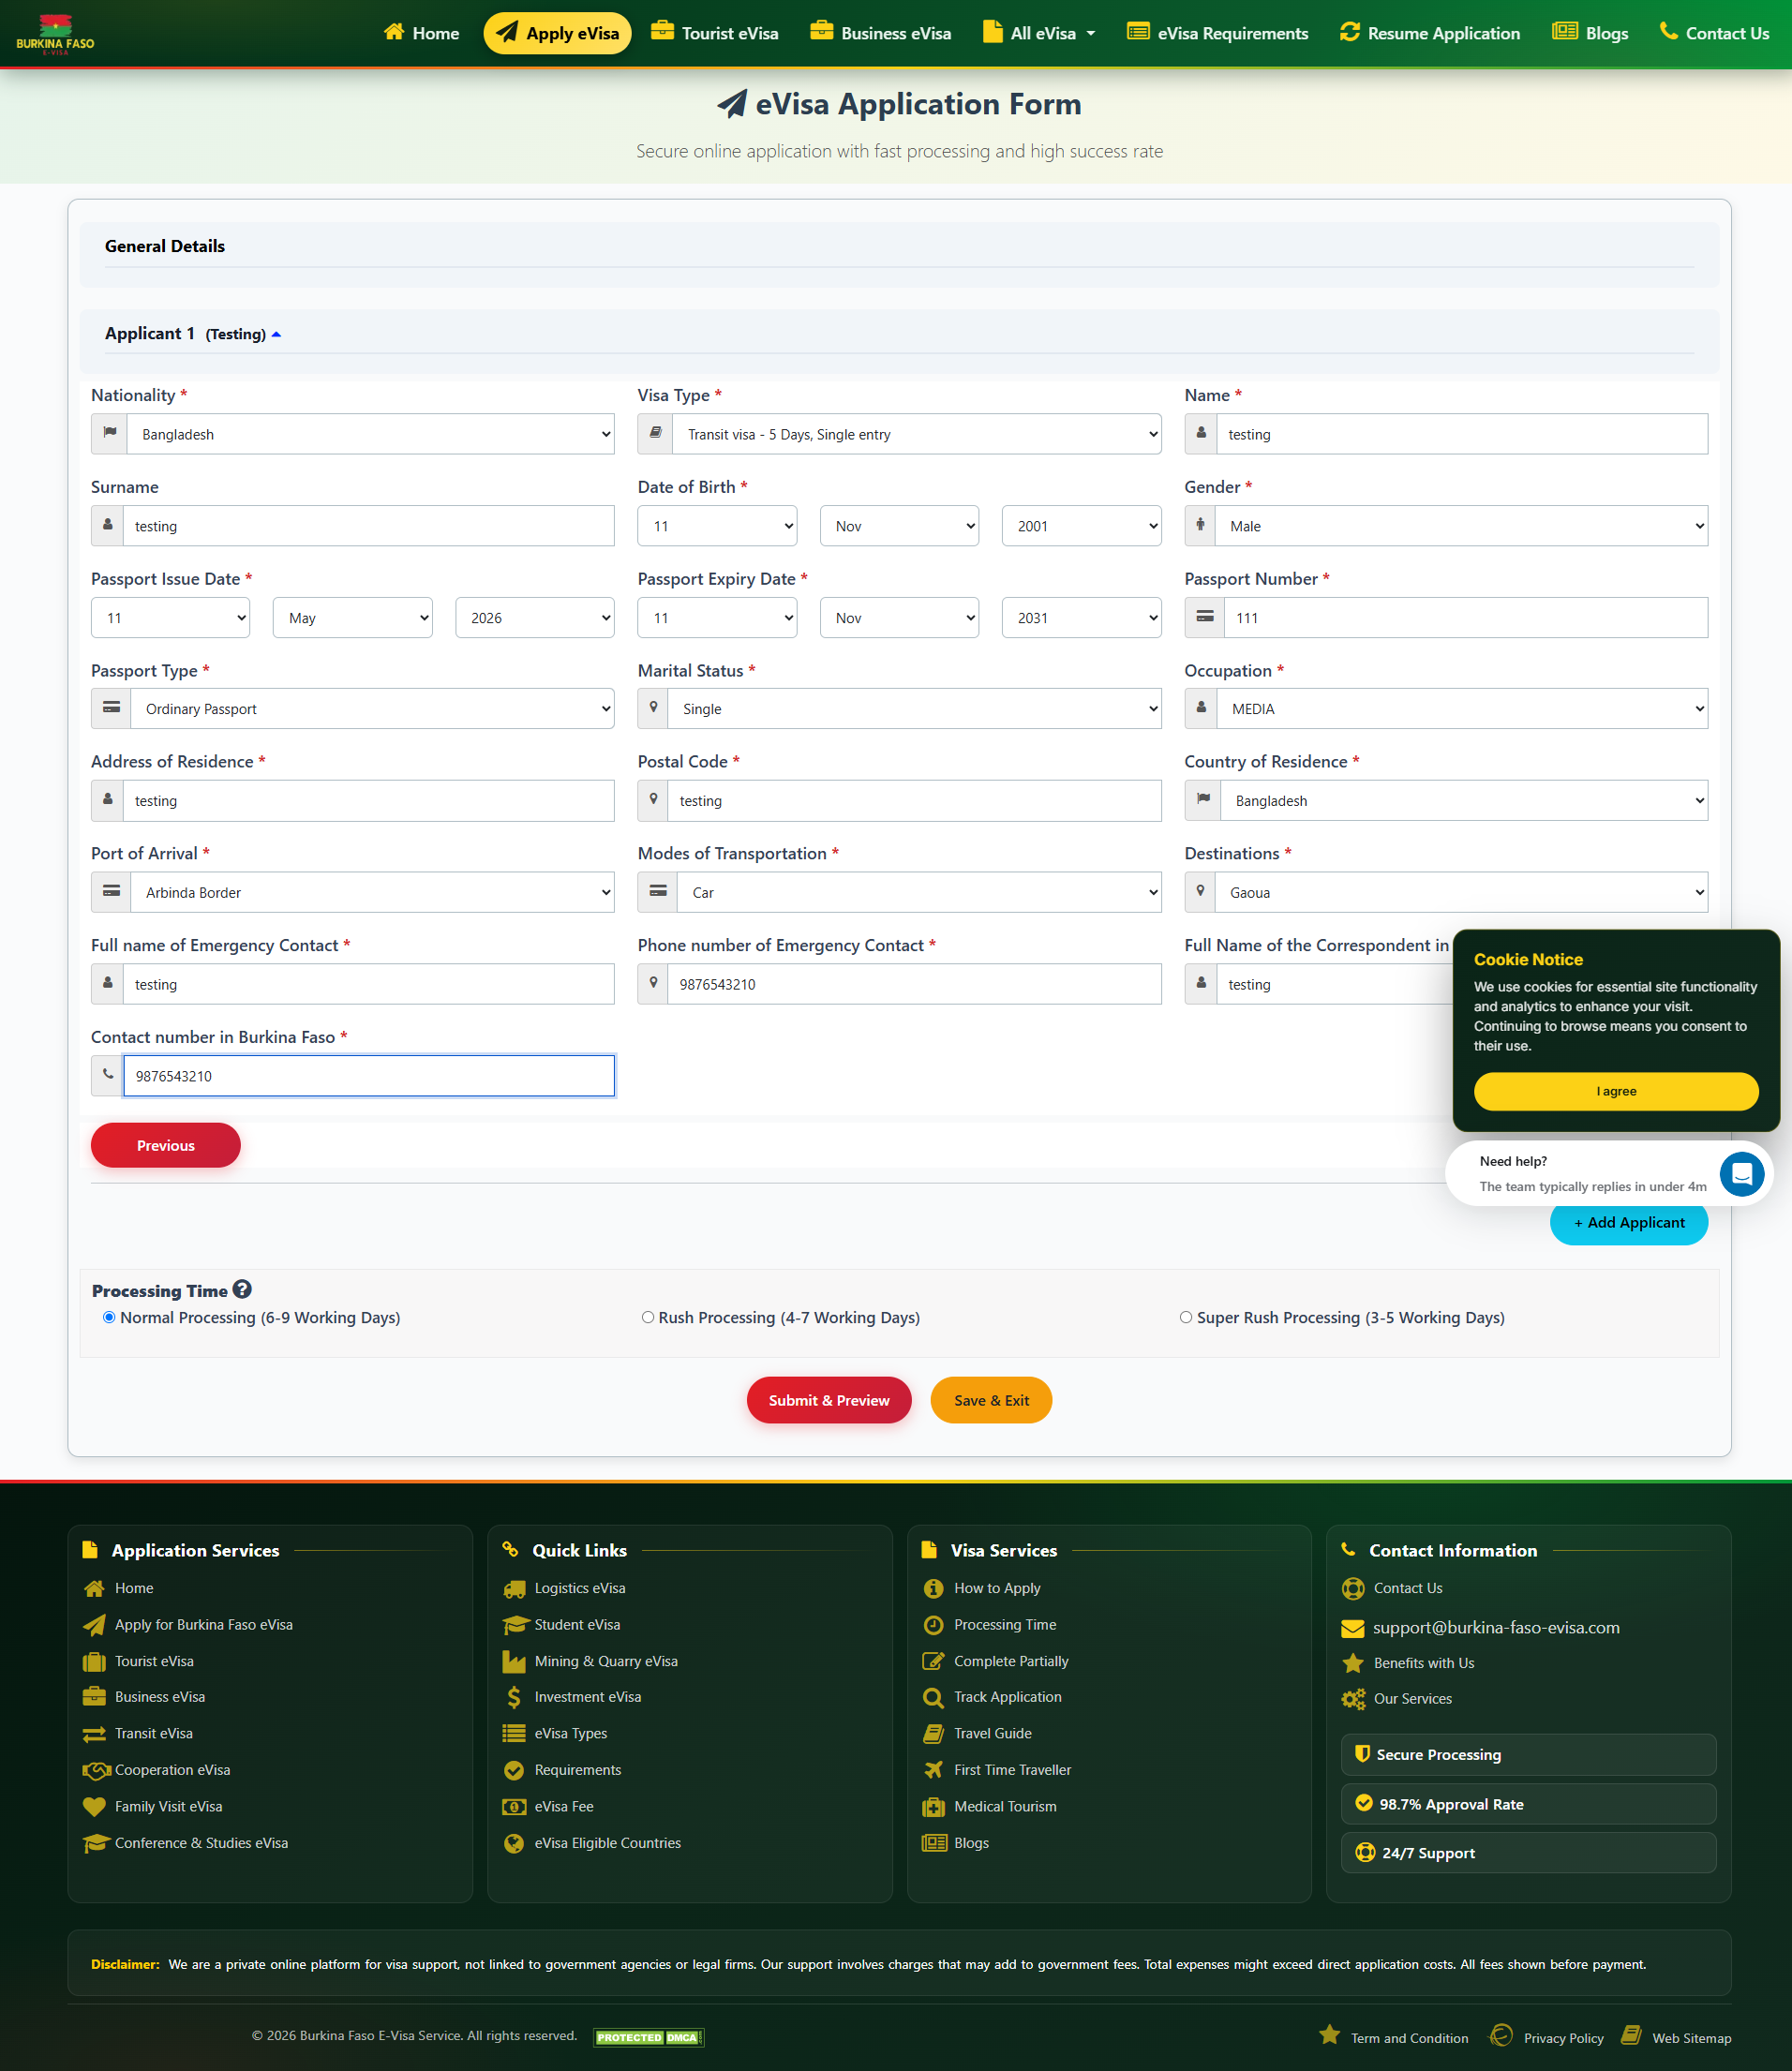 BURKINA FASO
E-VISA
Home
Apply eVisa
Tourist eVisa
Business eVisa
All eVisa
eVisa Requirements
Resume Application
Blogs
Contact Us
eVisa Application Form
Secure online application with fast processing and high success rate
General Details
Applicant 1 (Testing)
Nationality *
Visa Type *
Name *
Bangladesh
Transit visa - 5 Days, Single entry
testing
Surname
Date of Birth *
Gender *
testing
11
Nov
2001
Male
Passport Issue Date *
Passport Expiry Date *
Passport Number *
11
May
2026
11
Nov
2031
111
Passport Type *
Marital Status *
Occupation *
Ordinary Passport
Single
MEDIA
Address of Residence *
Postal Code *
Country of Residence *
testing
testing
Bangladesh
Port of Arrival *
Modes of Transportation *
Destinations *
Arbinda Border
Car
Gaoua
Full name of Emergency Contact *
Phone number of Emergency Contact *
Full Name of the Correspondent in
testing
9876543210
testing
Contact number in Burkina Faso *
9876543210
Cookie Notice
We use cookies for essential site functionality
and analytics to enhance your visit.
Continuing to browse means you consent to
their use.
I agree
Previous
Need help?
The team typically replies in under 4m
+ Add Applicant
Processing Time ?
Normal Processing (6-9 Working Days)
Rush Processing (4-7 Working Days)
Super Rush Processing (3-5 Working Days)
Submit & Preview
Save & Exit
Application Services
Home
Apply for Burkina Faso eVisa
Tourist eVisa
Business eVisa
Transit eVisa
Cooperation eVisa
Family Visit eVisa
Conference & Studies eVisa
Quick Links
Logistics eVisa
Student eVisa
Mining & Quarry eVisa
Investment eVisa
eVisa Types
Requirements
eVisa Fee
eVisa Eligible Countries
Visa Services
How to Apply
Processing Time
Complete Partially
Track Application
Travel Guide
First Time Traveller
Medical Tourism
Blogs
Contact Information
Contact Us
support@burkina-faso-evisa.com
Benefits with Us
Our Services
Secure Processing
98.7% Approval Rate
24/7 Support
Disclaimer: We are a private online platform for visa support, not linked to government agencies or legal firms. Our support involves charges that may add to government fees. Total expenses might exceed direct application costs. All fees shown before payment.
© 2026 Burkina Faso E-Visa Service. All rights reserved.
PROTECTED DMCA
Term and Condition
Privacy Policy
Web Sitemap